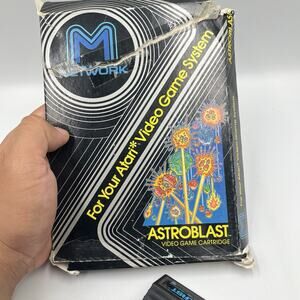 M
NETWORK
For Your Atari* Video Game System
ASTROBLAST
VIDEO GAME CARTRIDGE
ASTROBLAST